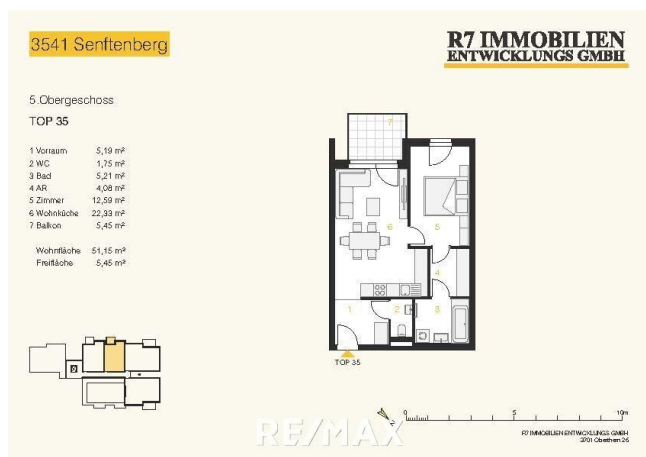 3541 Senftenberg
R7 IMMOBILIEN
ENTWICKLUNGS GMBH
5.Obergeschoss
TOP 35
1 Vorraum 5,19 m²
2 WC 1,75 m²
3 Bad 5,21 m²
4 AR 4,08 m²
5 Zimmer 12,59 m²
6 Wohnküche 22,33 m²
7 Balkon 5,45 m²
Wohnfläche 51,15 m²
Freifläche 5,45 m²
7
6
5
4
1
2
3
TOP 35
N
0 5 10m
RE/MAX
R7 IMMOBILIEN ENTWICKLUNGS GMBH
3701 Oberthern 26